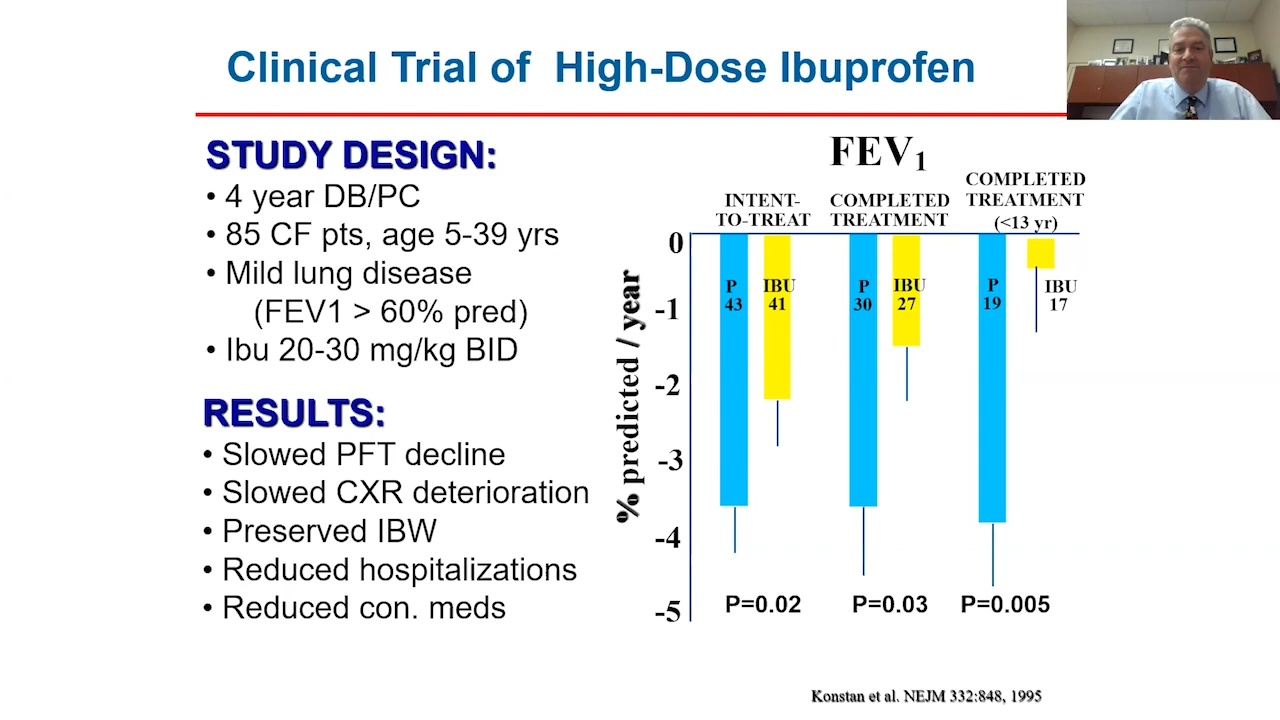 Clinical Trial of High-Dose Ibuprofen
STUDY DESIGN:
• 4 year DB/PC
• 85 CF pts, age 5-39 yrs
• Mild lung disease
(FEV1 > 60% pred)
• Ibu 20-30 mg/kg BID
RESULTS:
• Slowed PFT decline
• Slowed CXR deterioration
• Preserved IBW
• Reduced hospitalizations
• Reduced con. meds
FEV₁
INTENT-
TO-TREAT
COMPLETED
TREATMENT
COMPLETED
TREATMENT
(<13 yr)
% predicted / year
0
-1
-2
-3
-4
-5
P
43
IBU
41
P
30
IBU
27
P
19
IBU
17
P=0.02
P=0.03
P=0.005
Konstan et al. NEJM 332:848, 1995